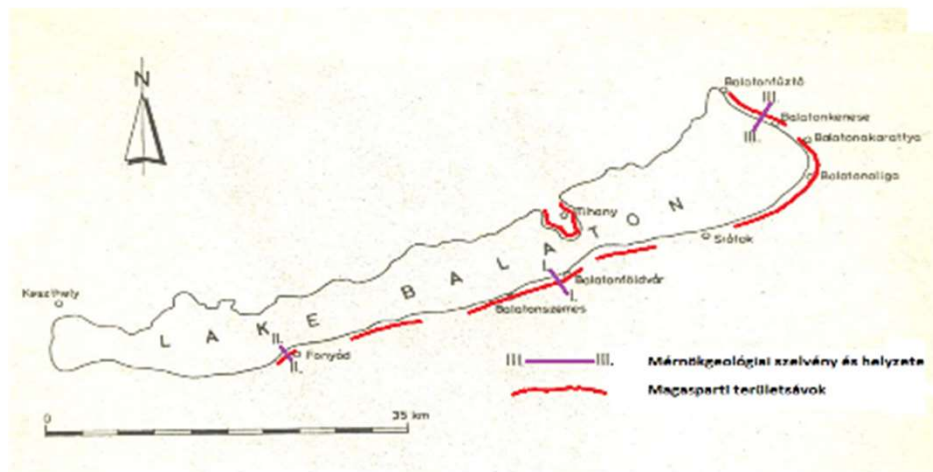 N
Balatonfűzfő
III.
Balatonkenese
III.
Balatonakarattya
Balatonaliga
Tihany
Siófok
LAKE BALATON
I.
Balatonföldvár
I.
Balatonszemes
Keszthely
II.
Fonyód
II.
III. III. Mérnökgeológiai szelvény és helyzete
Magasparti területsávok
0 35 km